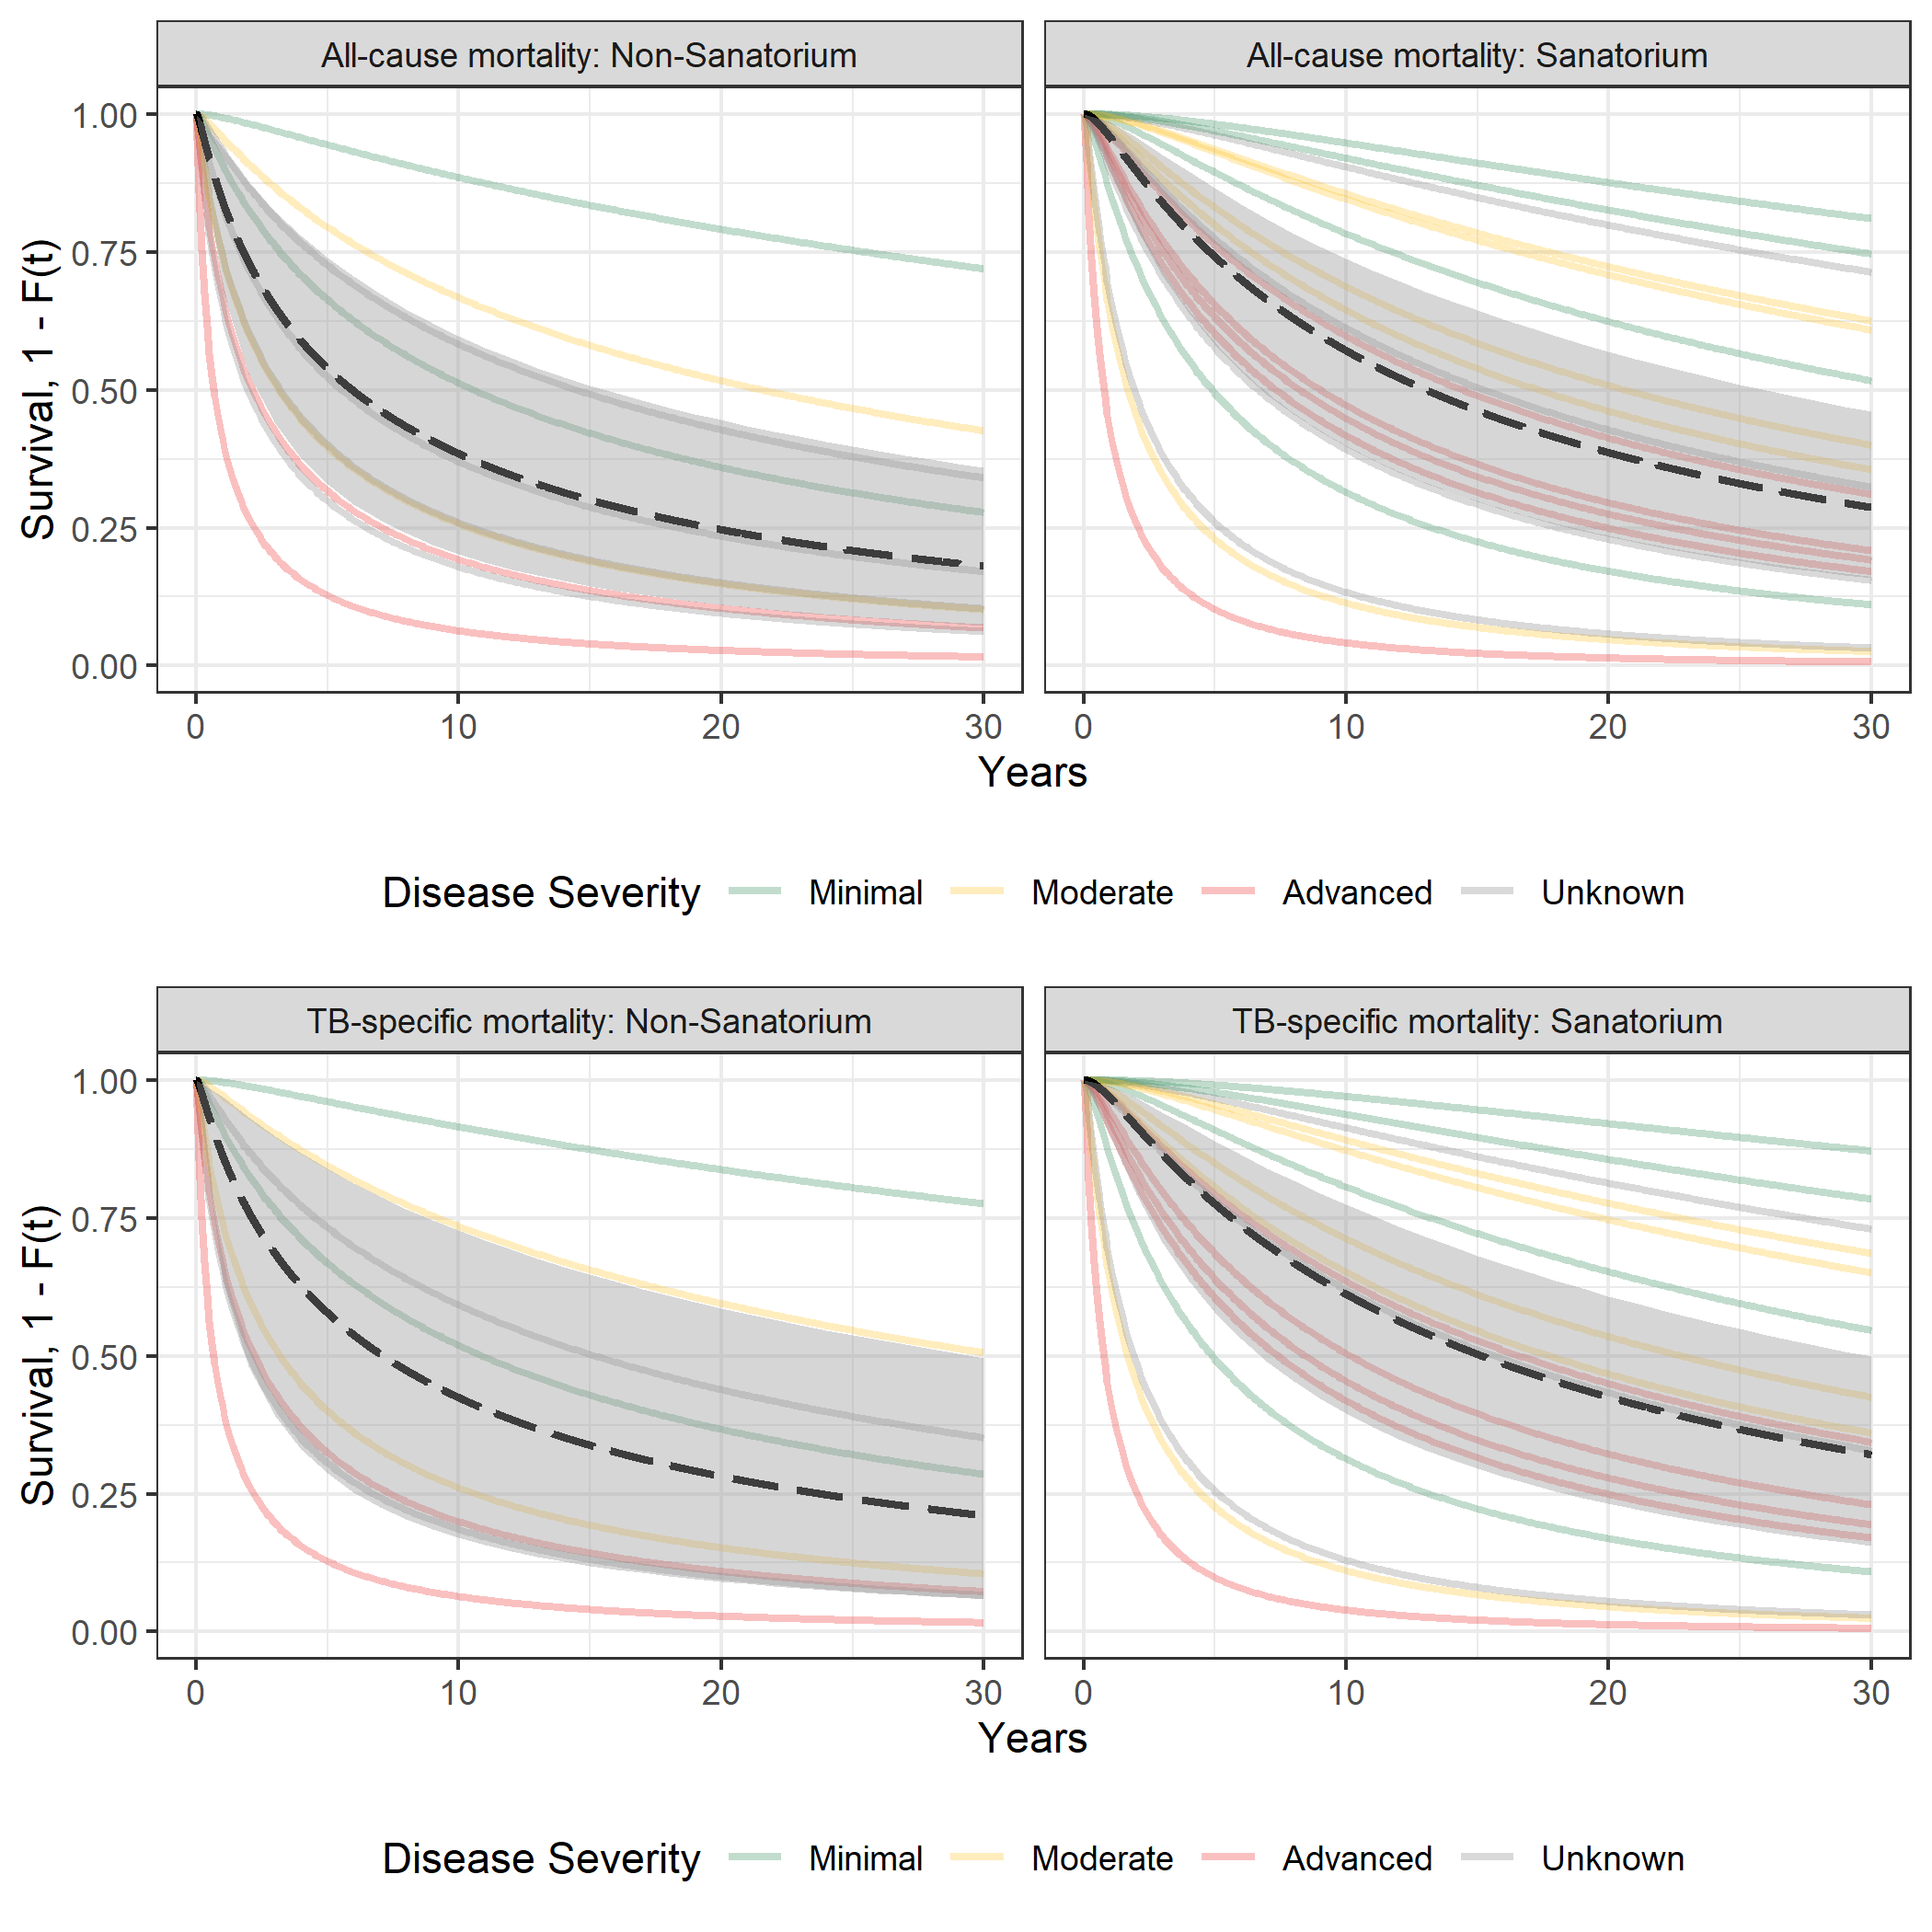 All-cause mortality: Non-Sanatorium
All-cause mortality: Sanatorium
Survival, 1 - F(t)
1.00
0.75
0.50
0.25
0.00
0 10 20 30
0 10 20 30
Years
Disease Severity Minimal Moderate Advanced Unknown
TB-specific mortality: Non-Sanatorium
TB-specific mortality: Sanatorium
Survival, 1 - F(t)
1.00
0.75
0.50
0.25
0.00
0 10 20 30
0 10 20 30
Years
Disease Severity Minimal Moderate Advanced Unknown